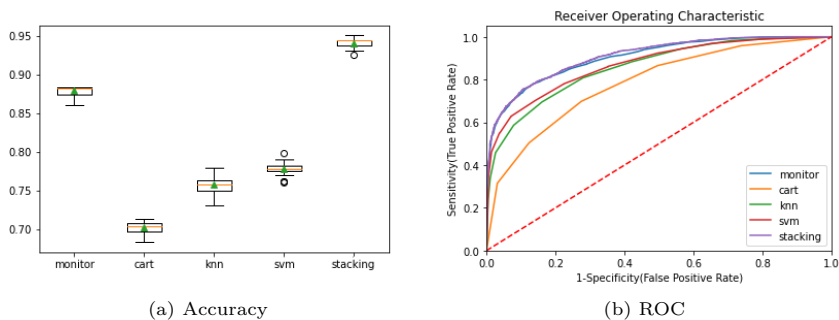 0.95
0.90
0.85
0.80
0.75
0.70
monitor cart knn svm stacking
(a) Accuracy
Receiver Operating Characteristic
Sensitivity(True Positive Rate)
1.0
0.8
0.6
0.4
0.2
0.0
monitor
cart
knn
svm
stacking
0.0 0.2 0.4 0.6 0.8 1.0
1-Specificity(False Positive Rate)
(b) ROC